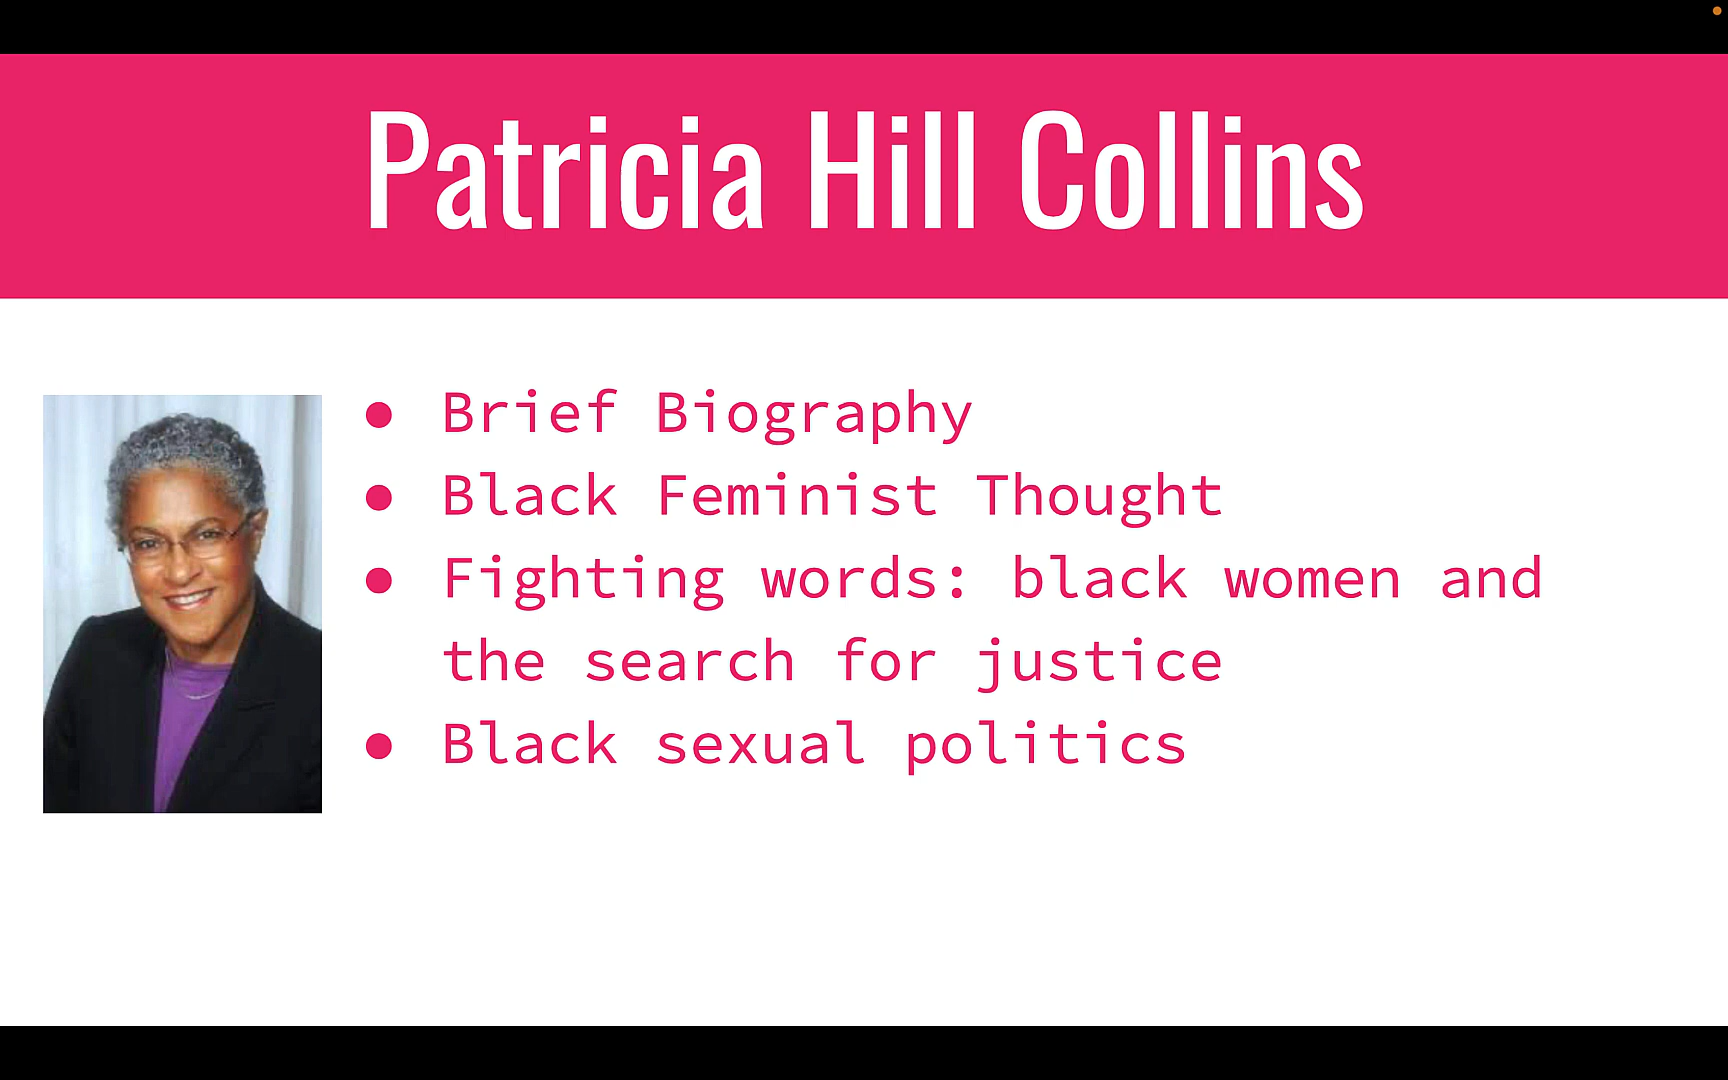 Patricia Hill Collins
● Brief Biography
● Black Feminist Thought
● Fighting words: black women and
the search for justice
● Black sexual politics